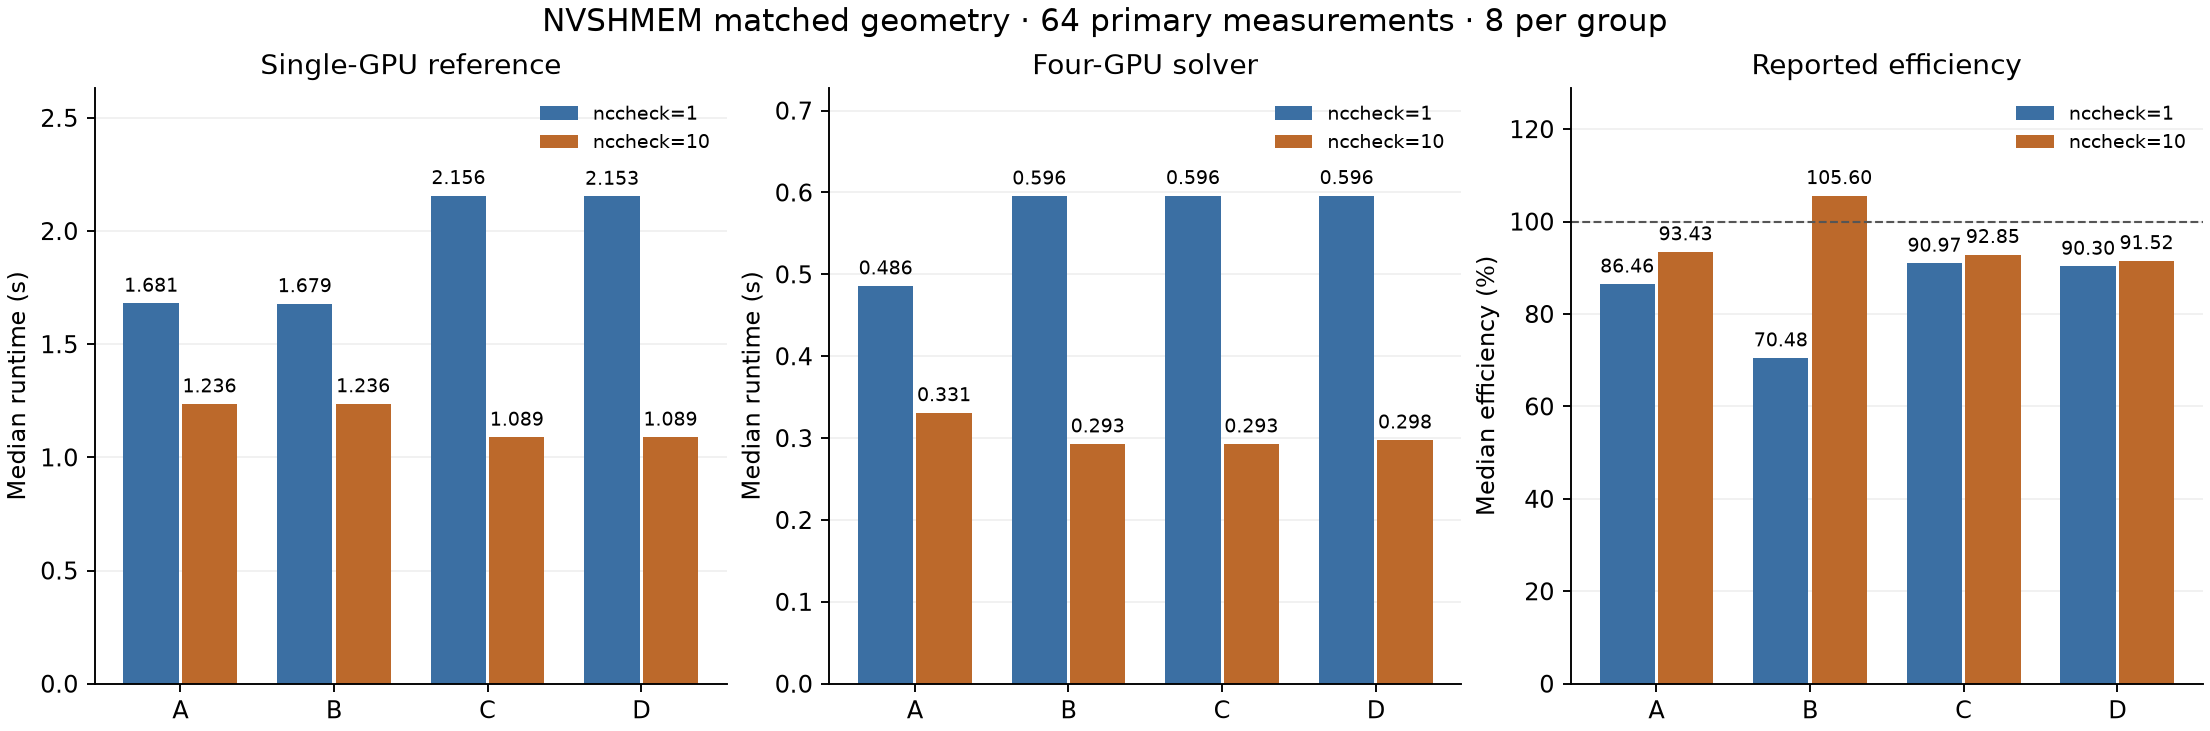 NVSHMEM matched geometry · 64 primary measurements · 8 per group
Single-GPU reference
Median runtime (s)
2.5
2.0
1.5
1.0
0.5
0.0
nccheck=1
nccheck=10
1.681
1.236
1.679
1.236
2.156
1.089
2.153
1.089
A B C D
Four-GPU solver
Median runtime (s)
0.7
0.6
0.5
0.4
0.3
0.2
0.1
0.0
nccheck=1
nccheck=10
0.486
0.331
0.596
0.293
0.596
0.293
0.596
0.298
A B C D
Reported efficiency
Median efficiency (%)
120
100
80
60
40
20
0
nccheck=1
nccheck=10
86.46
93.43
70.48
105.60
90.97
92.85
90.30
91.52
A B C D